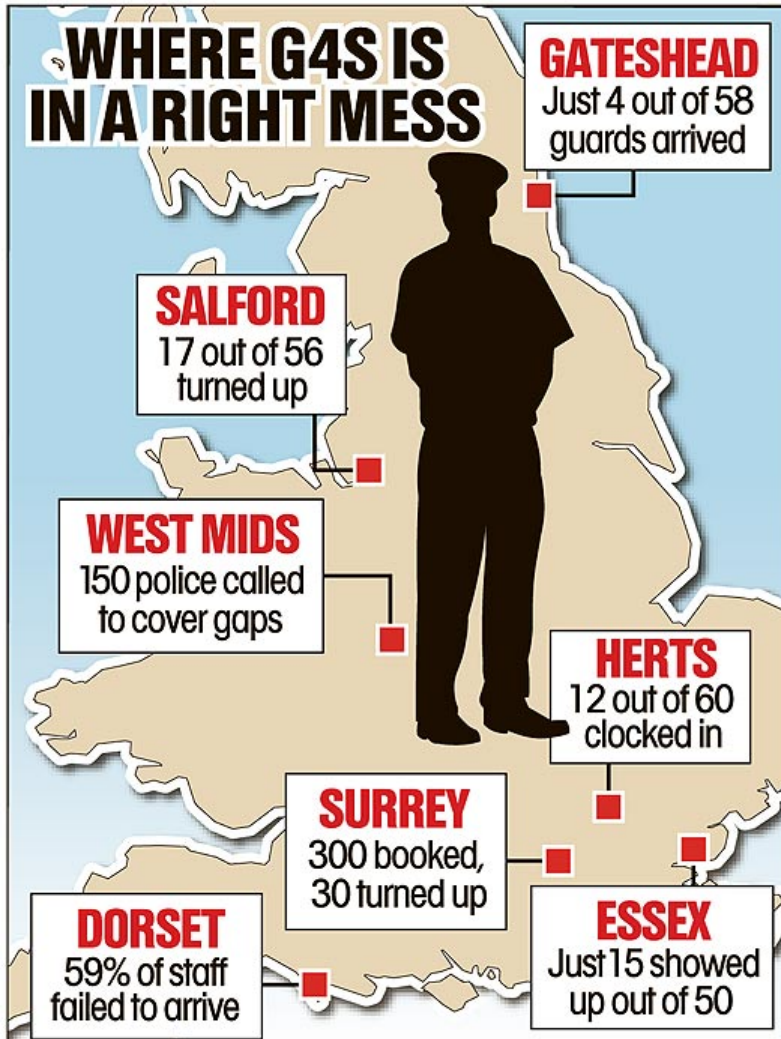 WHERE G4S IS
IN A RIGHT MESS
GATESHEAD
Just 4 out of 58
guards arrived
SALFORD
17 out of 56
turned up
WEST MIDS
150 police called
to cover gaps
HERTS
12 out of 60
clocked in
SURREY
300 booked,
30 turned up
DORSET
59% of staff
failed to arrive
ESSEX
Just 15 showed
up out of 50